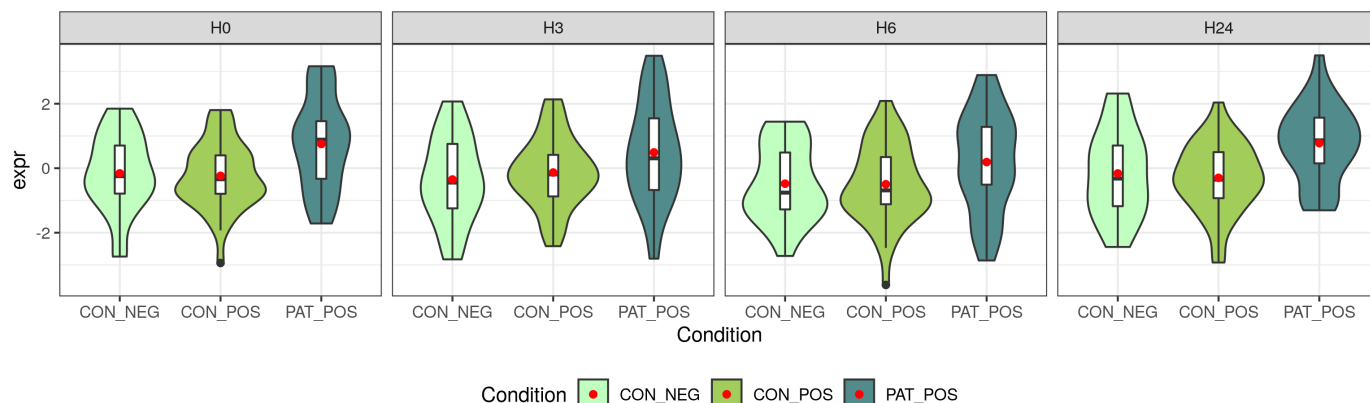 H0 H3 H6 H24
expr
2
0
-2
CON_NEG CON_POS PAT_POS CON_NEG CON_POS PAT_POS CON_NEG CON_POS PAT_POS CON_NEG CON_POS PAT_POS
Condition
Condition CON_NEG CON_POS PAT_POS